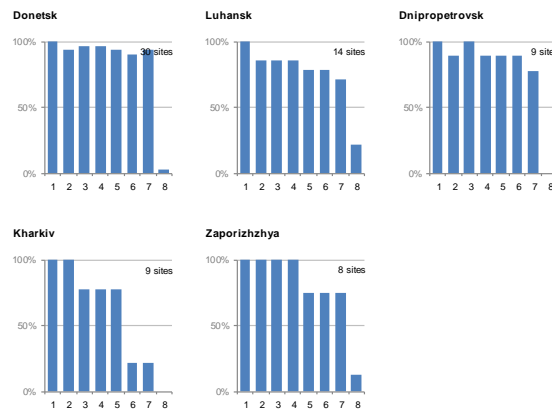 Donetsk
100%
30 sites
50%
0%
1 2 3 4 5 6 7 8
Luhansk
100%
14 sites
50%
0%
1 2 3 4 5 6 7 8
Dnipropetrovsk
100%
9 sites
50%
0%
1 2 3 4 5 6 7 8
Kharkiv
100%
9 sites
50%
0%
1 2 3 4 5 6 7 8
Zaporizhzhya
100%
8 sites
50%
0%
1 2 3 4 5 6 7 8